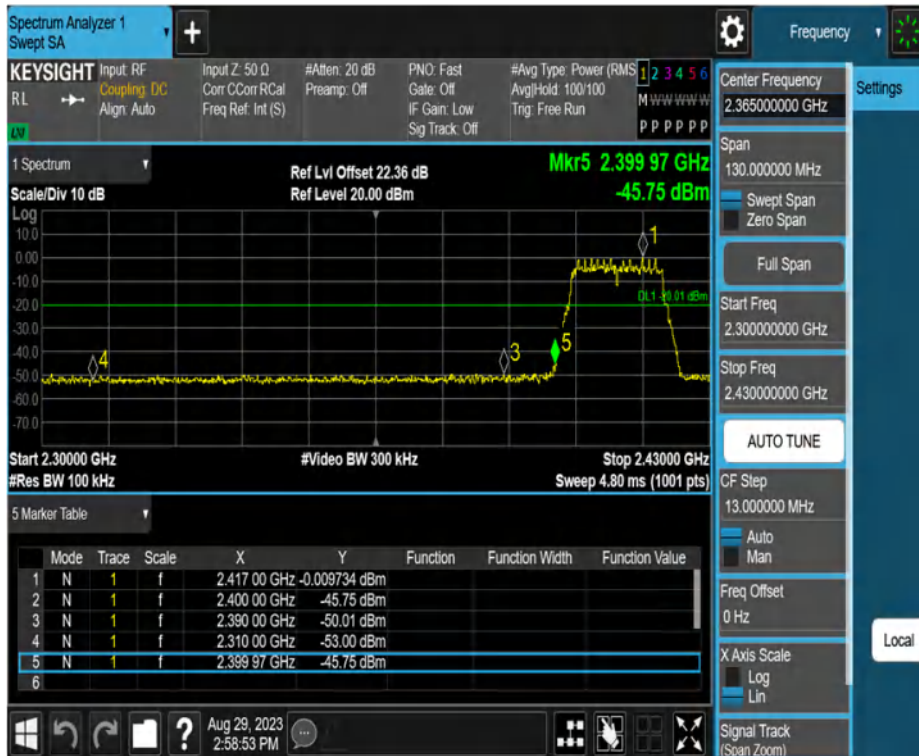 Spectrum Analyzer 1
Swept SA
+
Frequency
KEYSIGHT
RL
LXI
Input: RF
Coupling: DC
Align: Auto
Input Z: 50 Ω
Corr CCorr RCal
Freq Ref: Int (S)
#Atten: 20 dB
Preamp: Off
PNO: Fast
Gate: Off
IF Gain: Low
Sig Track: Off
#Avg Type: Power (RMS
Avg|Hold: 100/100
Trig: Free Run
1 2 3 4 5 6
M W W W W W
P P P P P P
1 Spectrum
Scale/Div 10 dB
Log
Ref Lvl Offset 22.36 dB
Ref Level 20.00 dBm
Mkr5 2.399 97 GHz
-45.75 dBm
10.0
0.00
-10.0
-20.0
-30.0
-40.0
-50.0
-60.0
-70.0
1
DL1 -20.01 dBm
4
3
5
Start 2.30000 GHz
#Video BW 300 kHz
Stop 2.43000 GHz
#Res BW 100 kHz
Sweep 4.80 ms (1001 pts)
5 Marker Table
Mode Trace Scale X Y Function Function Width Function Value
1 N 1 f 2.417 00 GHz -0.009734 dBm
2 N 1 f 2.400 00 GHz -45.75 dBm
3 N 1 f 2.390 00 GHz -50.01 dBm
4 N 1 f 2.310 00 GHz -53.00 dBm
5 N 1 f 2.399 97 GHz -45.75 dBm
6
?
Aug 29, 2023
2:58:53 PM
Center Frequency
2.365000000 GHz
Span
130.000000 MHz
Swept Span
Zero Span
Full Span
Start Freq
2.300000000 GHz
Stop Freq
2.430000000 GHz
AUTO TUNE
CF Step
13.000000 MHz
Auto
Man
Freq Offset
0 Hz
X Axis Scale
Log
Lin
Signal Track
(Span Zoom)
Settings
Local